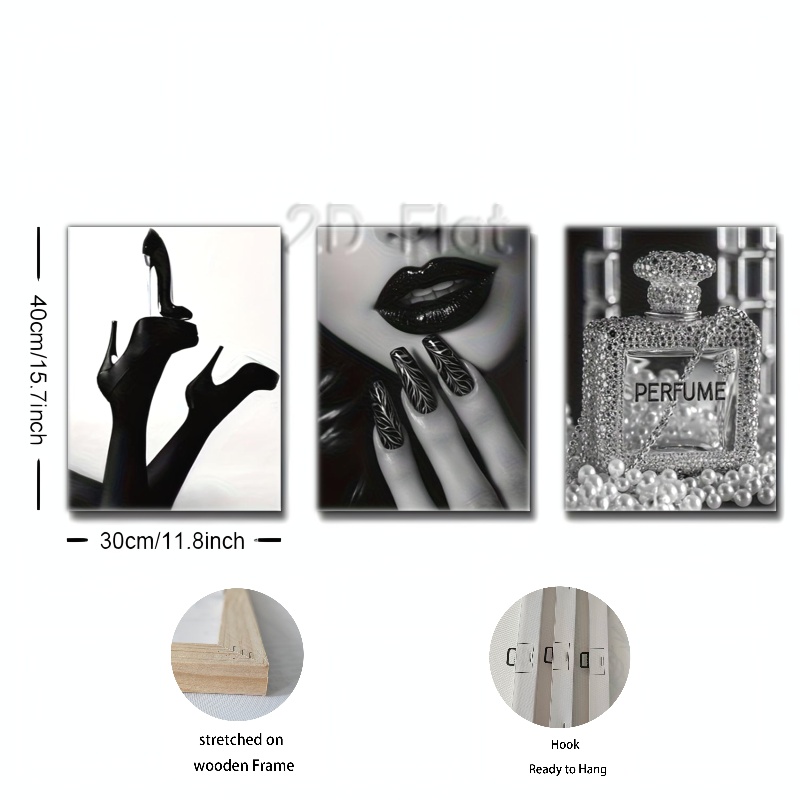 2D Flat
40cm/15.7inch
PERFUME
30cm/11.8inch
stretched on
wooden Frame
Hook
Ready to Hang